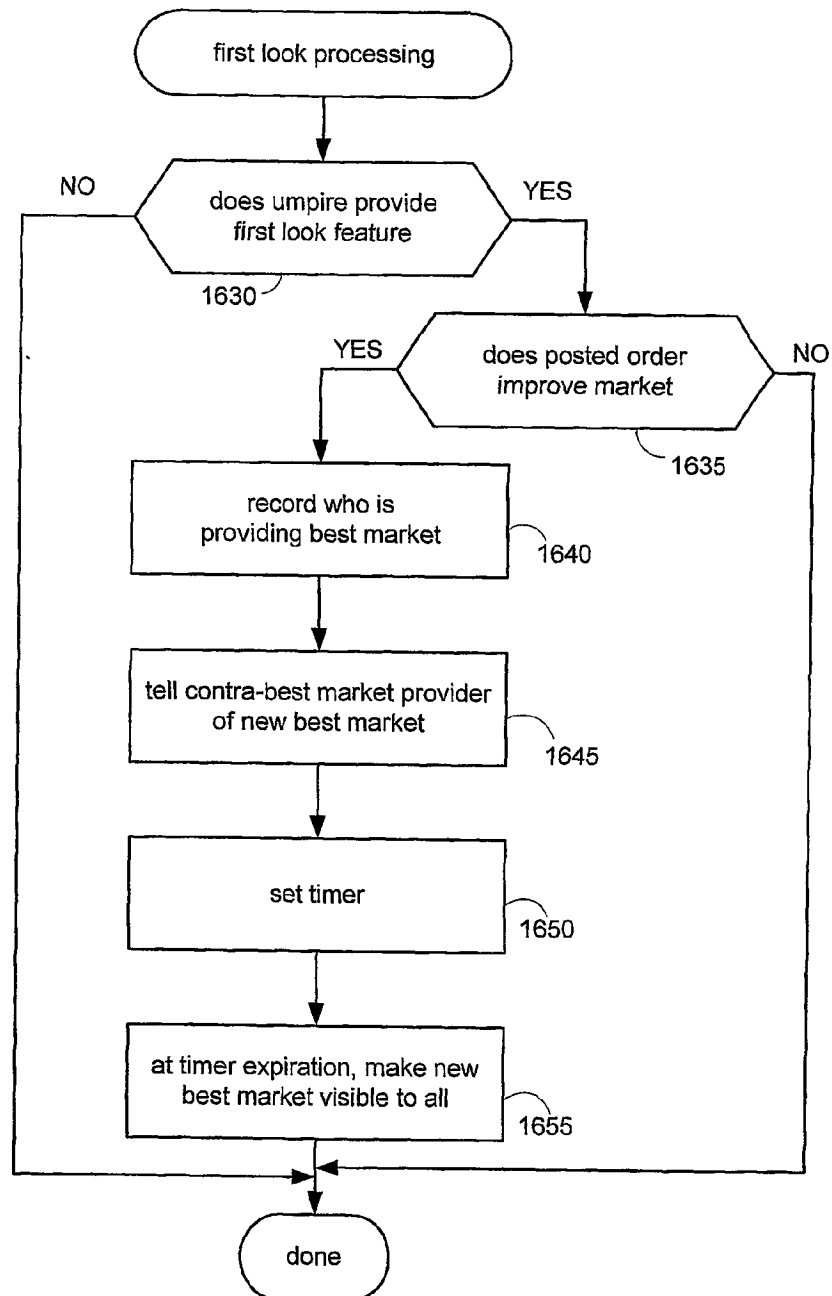 first look processing
NO
does umpire provide
first look feature
YES
1630
YES
does posted order
improve market
NO
1635
record who is
providing best market
1640
tell contra-best market provider
of new best market
1645
set timer
1650
at timer expiration, make new
best market visible to all
1655
done